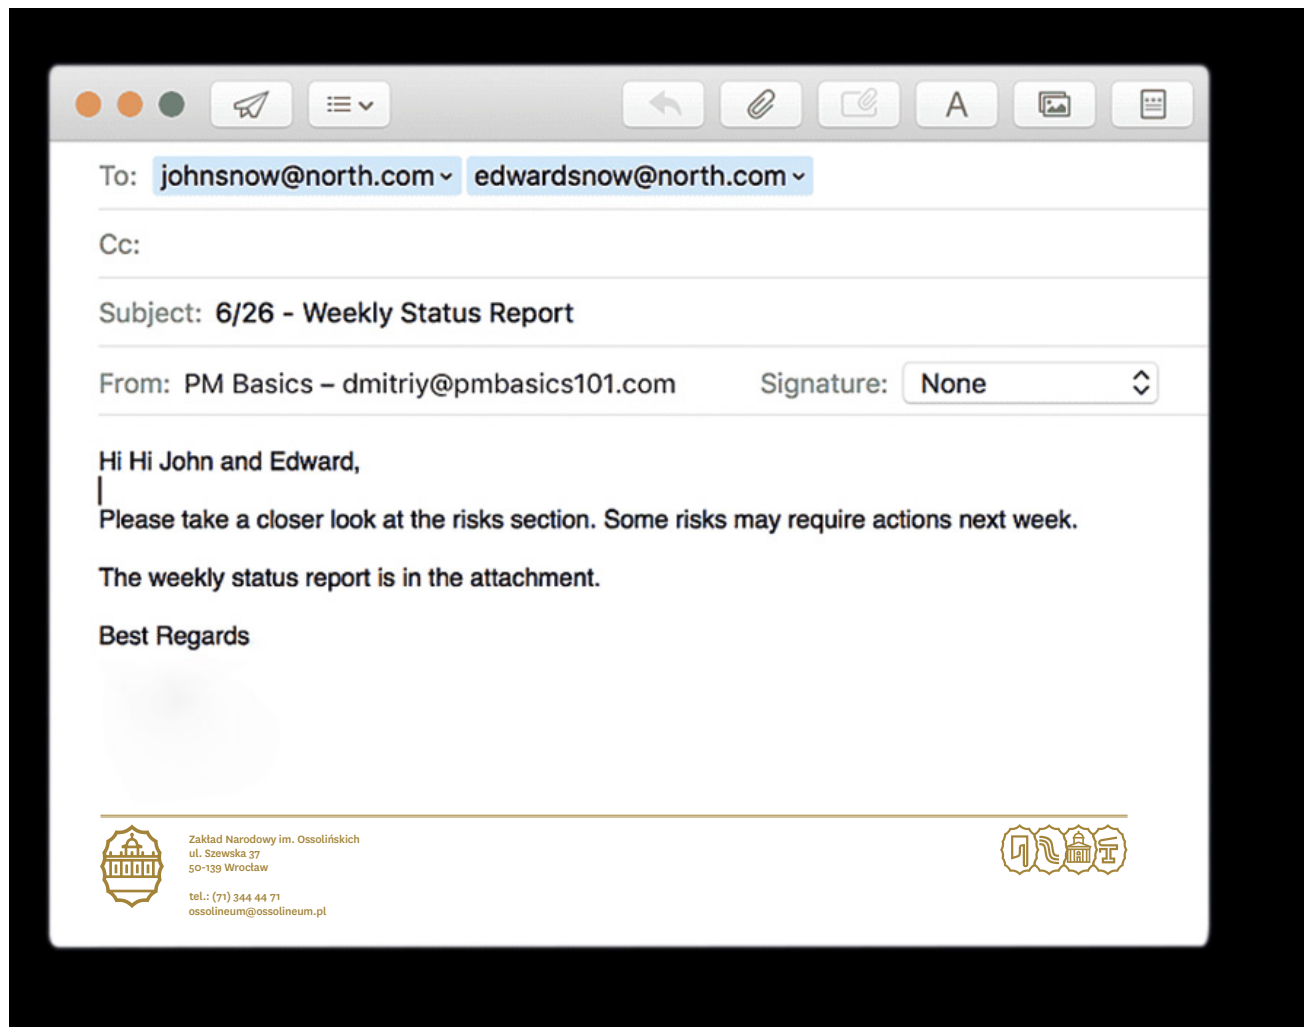 To: johnsnow@north.com edwardsnow@north.com
Cc:
Subject: 6/26 - Weekly Status Report
From: PM Basics – dmitriy@pmbasics101.com Signature: None
Hi Hi John and Edward,
Please take a closer look at the risks section. Some risks may require actions next week.
The weekly status report is in the attachment.
Best Regards
Zakład Narodowy im. Ossolińskich
ul. Szewska 37
50-139 Wrocław
tel.: (71) 344 44 71
ossolineum@ossolineum.pl